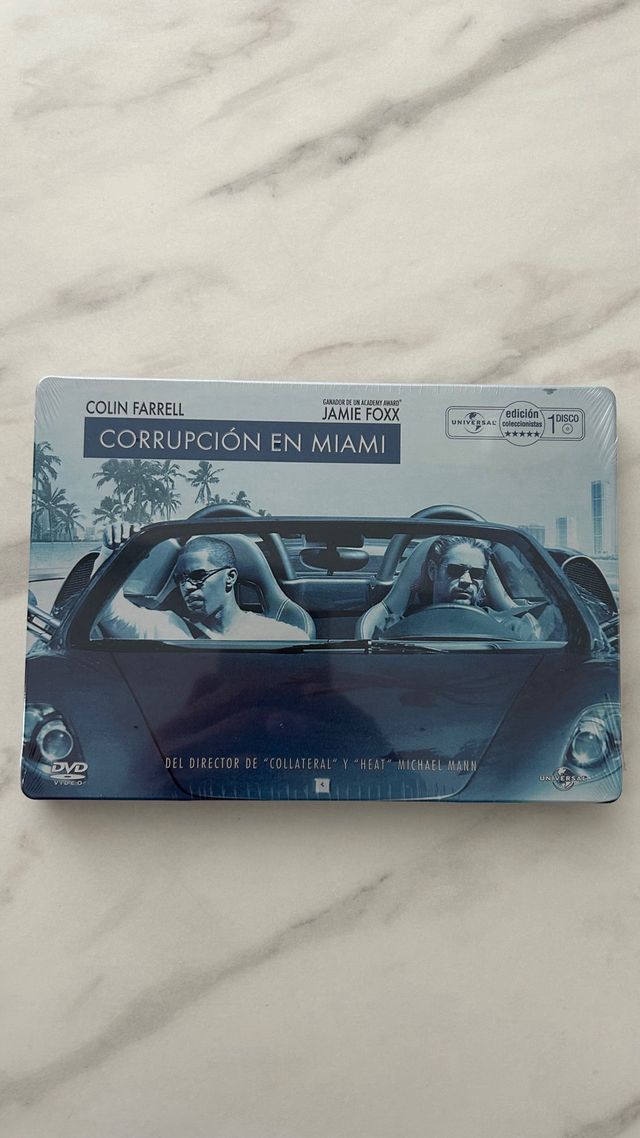 COLIN FARRELL
GANADOR DE UN ACADEMY AWARD®
JAMIE FOXX
CORRUPCIÓN EN MIAMI
UNIVERSAL
edición
coleccionistas
★★★★★
1 DISCO
DEL DIRECTOR DE "COLLATERAL" Y "HEAT" MICHAEL MANN
DVD
VIDEO
UNIVERSAL